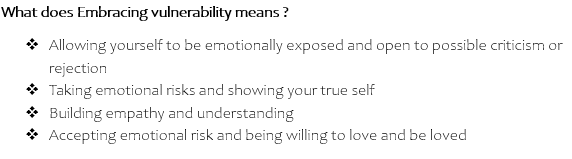 What does Embracing vulnerability means ?
❖ Allowing yourself to be emotionally exposed and open to possible criticism or
rejection
❖ Taking emotional risks and showing your true self
❖ Building empathy and understanding
❖ Accepting emotional risk and being willing to love and be loved